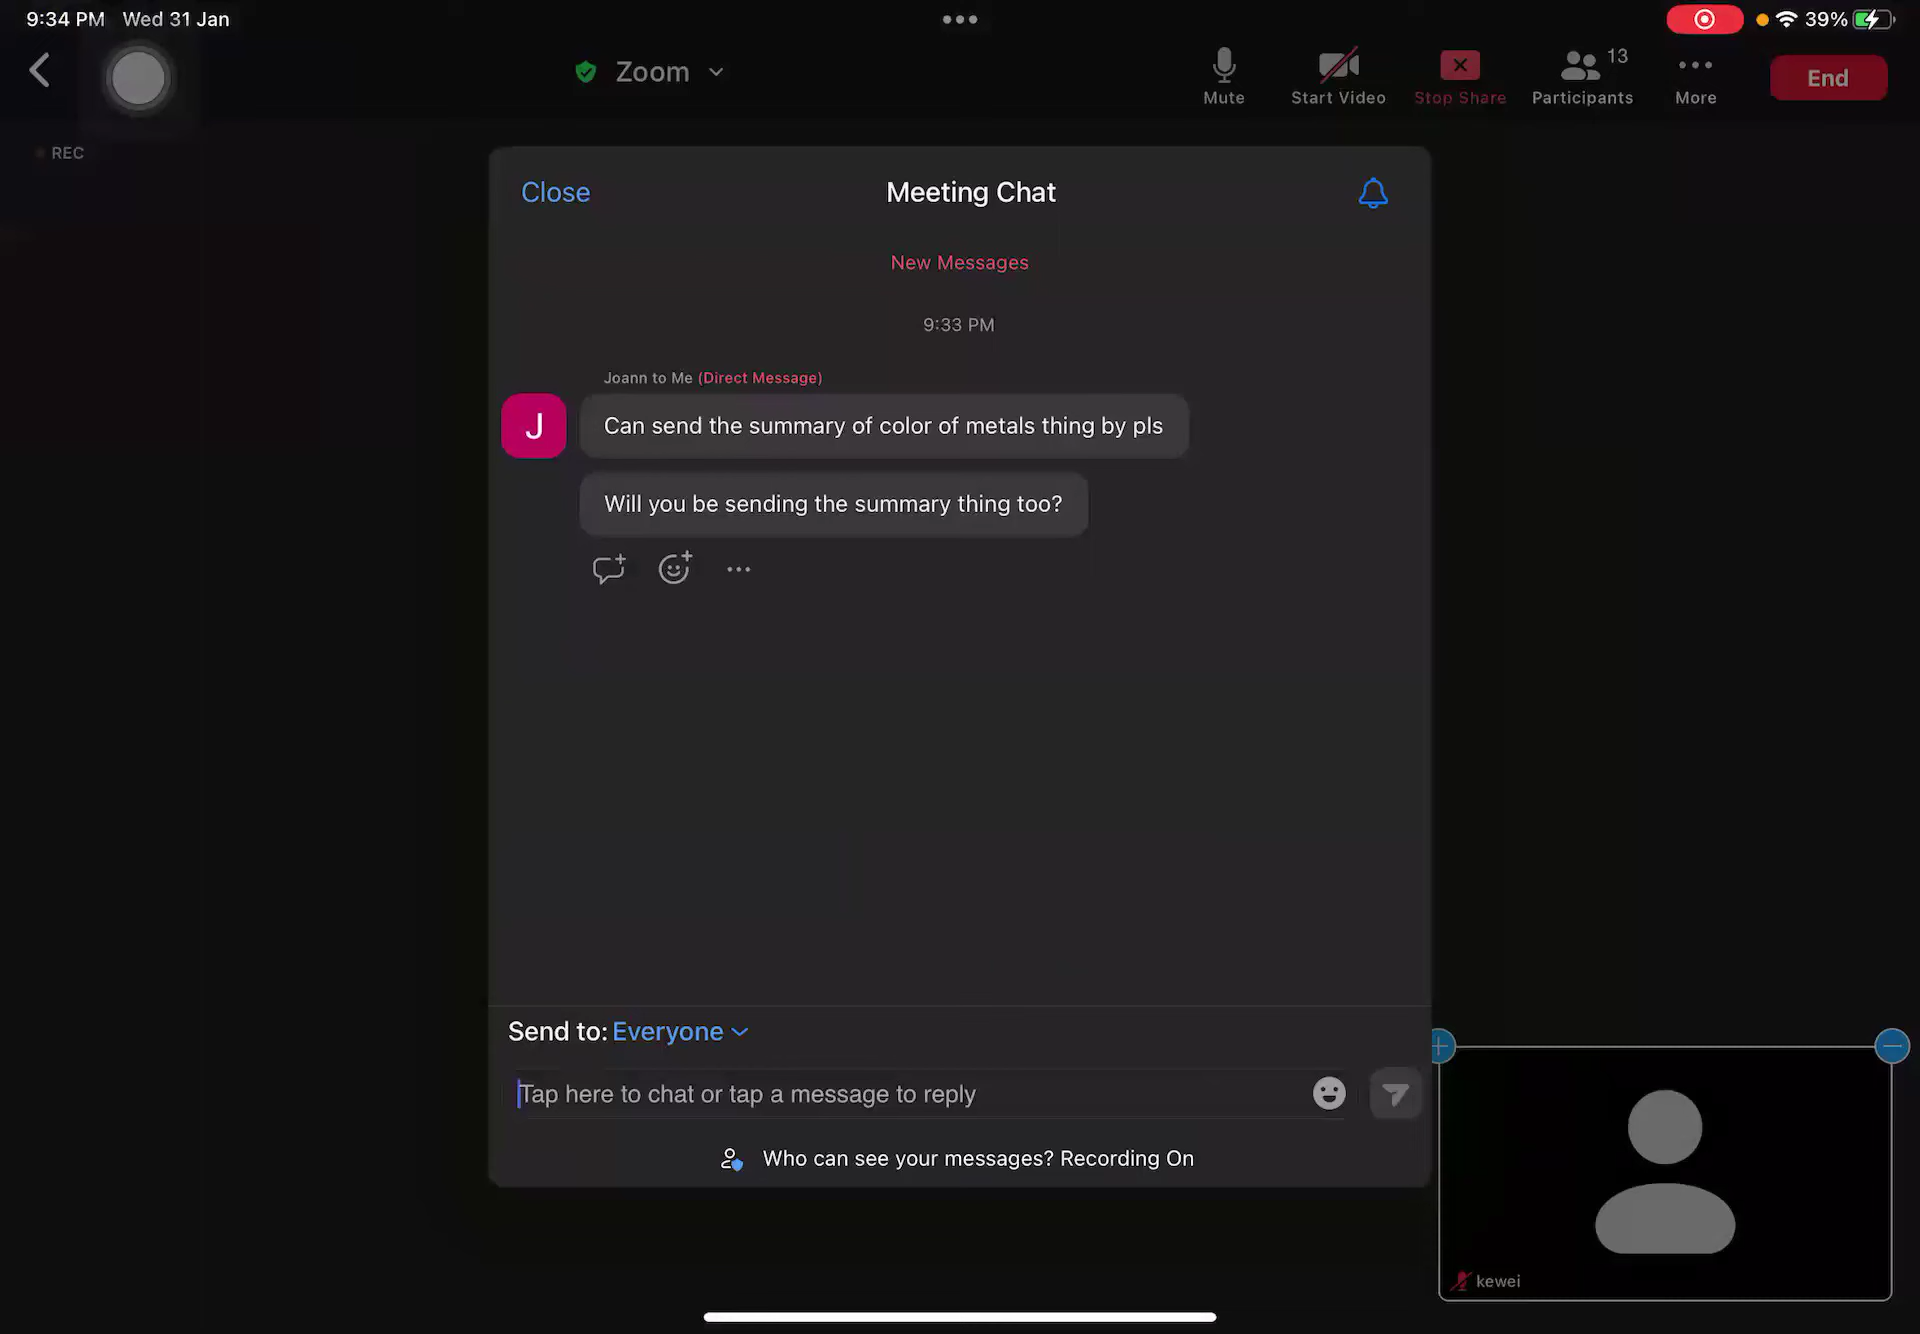 9:34 PM Wed 31 Jan
39%
Zoom
13
Mute Start Video Stop Share Participants More End
REC
Close Meeting Chat
New Messages
9:33 PM
Joann to Me (Direct Message)
J
Can send the summary of color of metals thing by pls
Will you be sending the summary thing too?
Send to: Everyone
Tap here to chat or tap a message to reply
Who can see your messages? Recording On
kewei